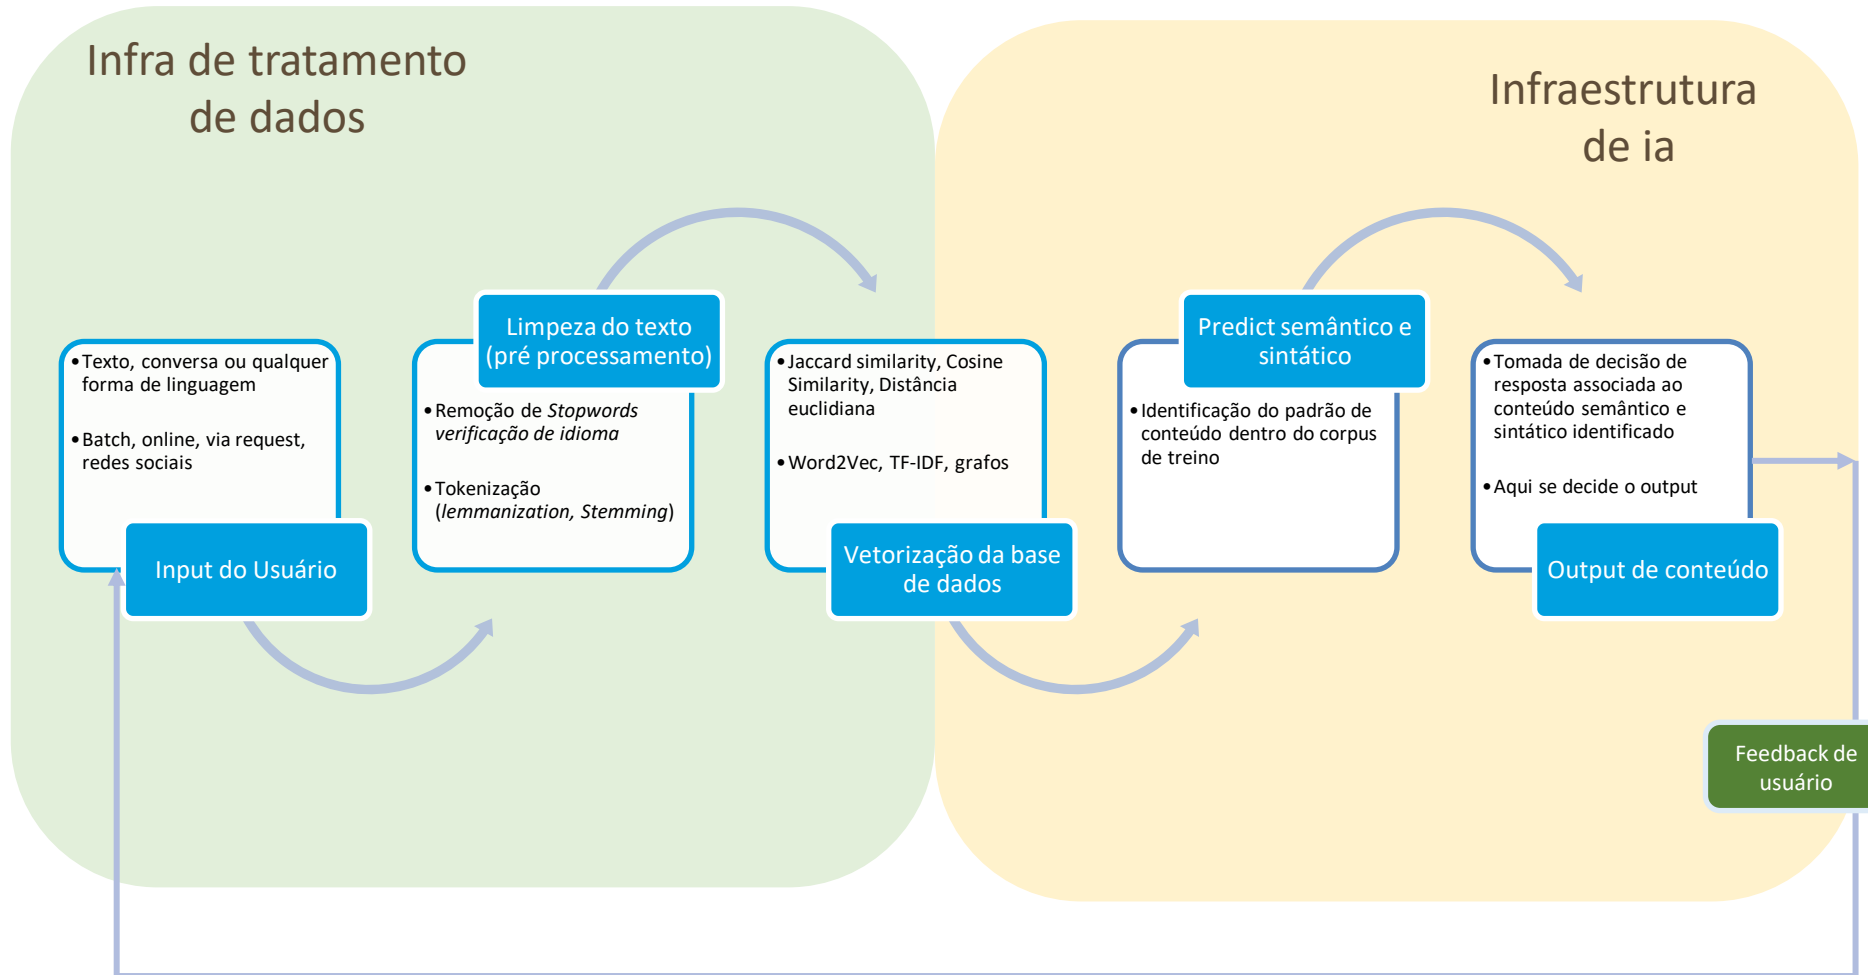 Infra de tratamento
de dados
Infraestrutura
de ia
•Texto, conversa ou qualquer
forma de linguagem
•Batch, online, via request,
redes sociais
Input do Usuário
Limpeza do texto
(pré processamento)
•Remoção de Stopwords
verificação de idioma
•Tokenização
(lemmanization, Stemming)
•Jaccard similarity, Cosine
Similarity, Distância
euclidiana
•Word2Vec, TF-IDF, grafos
Vetorização da base
de dados
Predict semântico e
sintático
•Identificação do padrão de
conteúdo dentro do corpus
de treino
•Tomada de decisão de
resposta associada ao
conteúdo semântico e
sintático identificado
•Aqui se decide o output
Output de conteúdo
Feedback de
usuário